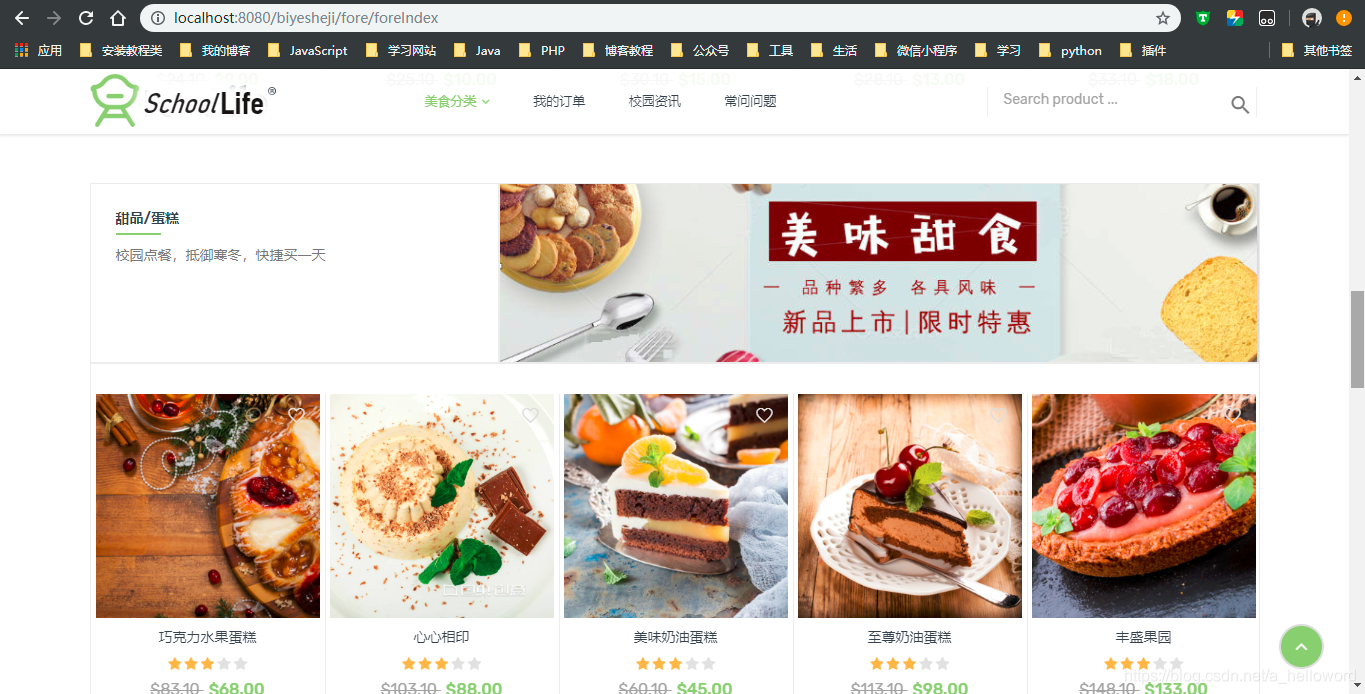 localhost:8080/biyesheji/fore/foreIndex
应用 安装教程类 我的博客 JavaScript 学习网站 Java PHP 博客教程 公众号 工具 生活 微信小程序 学习 python 插件 其他书签
$24.10 $9.00 $25.10 $10.00 $30.10 $15.00 $28.10 $13.00 $33.10 $18.00
SchoolLife® 美食分类 我的订单 校园资讯 常问问题 Search product ...
甜品/蛋糕
校园点餐，抵御寒冬，快捷买一天
美味甜食
一 品种繁多 各具风味 一
新品上市|限时特惠
巧克力水果蛋糕 心心相印 美味奶油蛋糕 至尊奶油蛋糕 丰盛果园
$83.10 $68.00 $103.10 $88.00 $60.10 $45.00 $113.10 $98.00 $148.10 $133.00
https://blog.csdn.net/a_helloword